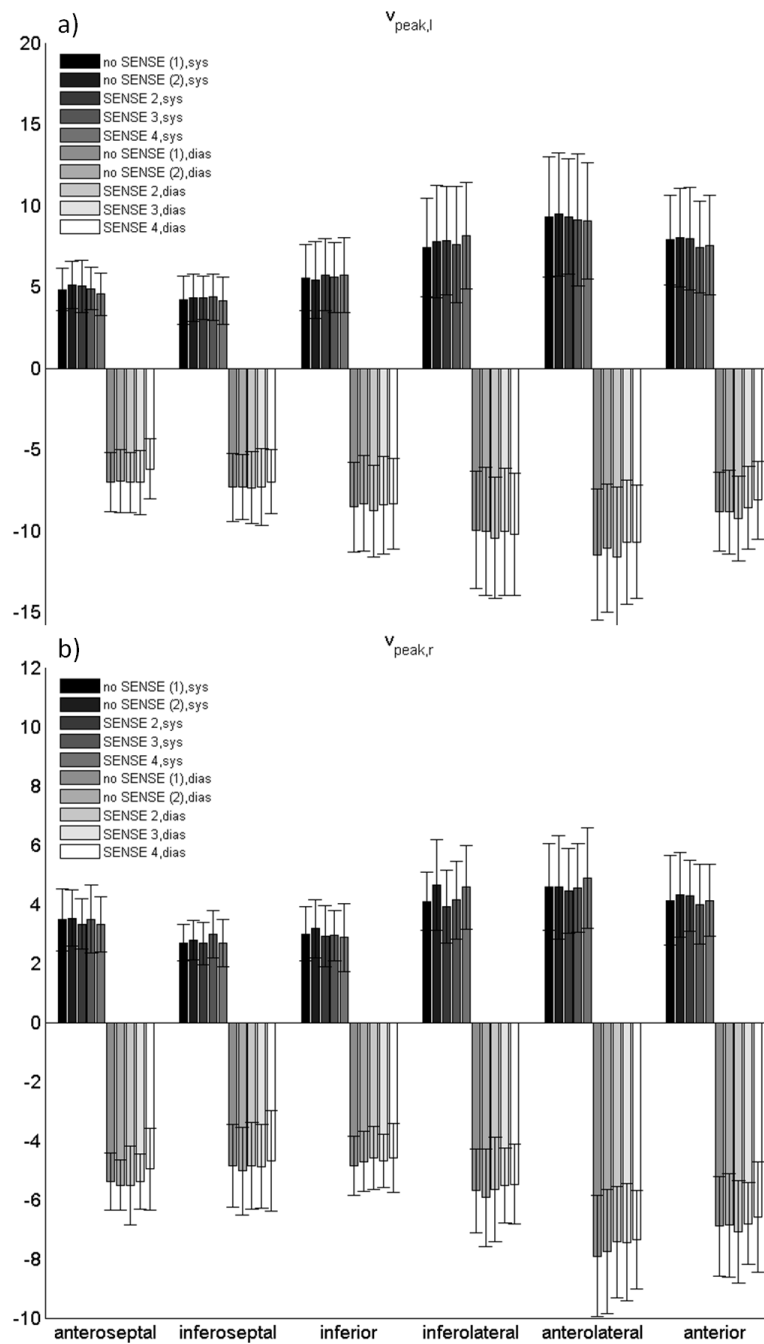 a)
v peak,l
20
15
10
5
0
-5
-10
-15
no SENSE (1),sys
no SENSE (2),sys
SENSE 2,sys
SENSE 3,sys
SENSE 4,sys
no SENSE (1),dias
no SENSE (2),dias
SENSE 2,dias
SENSE 3,dias
SENSE 4,dias
b)
v peak,r
12
10
8
6
4
2
0
-2
-4
-6
-8
-10
no SENSE (1),sys
no SENSE (2),sys
SENSE 2,sys
SENSE 3,sys
SENSE 4,sys
no SENSE (1),dias
no SENSE (2),dias
SENSE 2,dias
SENSE 3,dias
SENSE 4,dias
anteroseptal inferoseptal inferior inferolateral anterolateral anterior